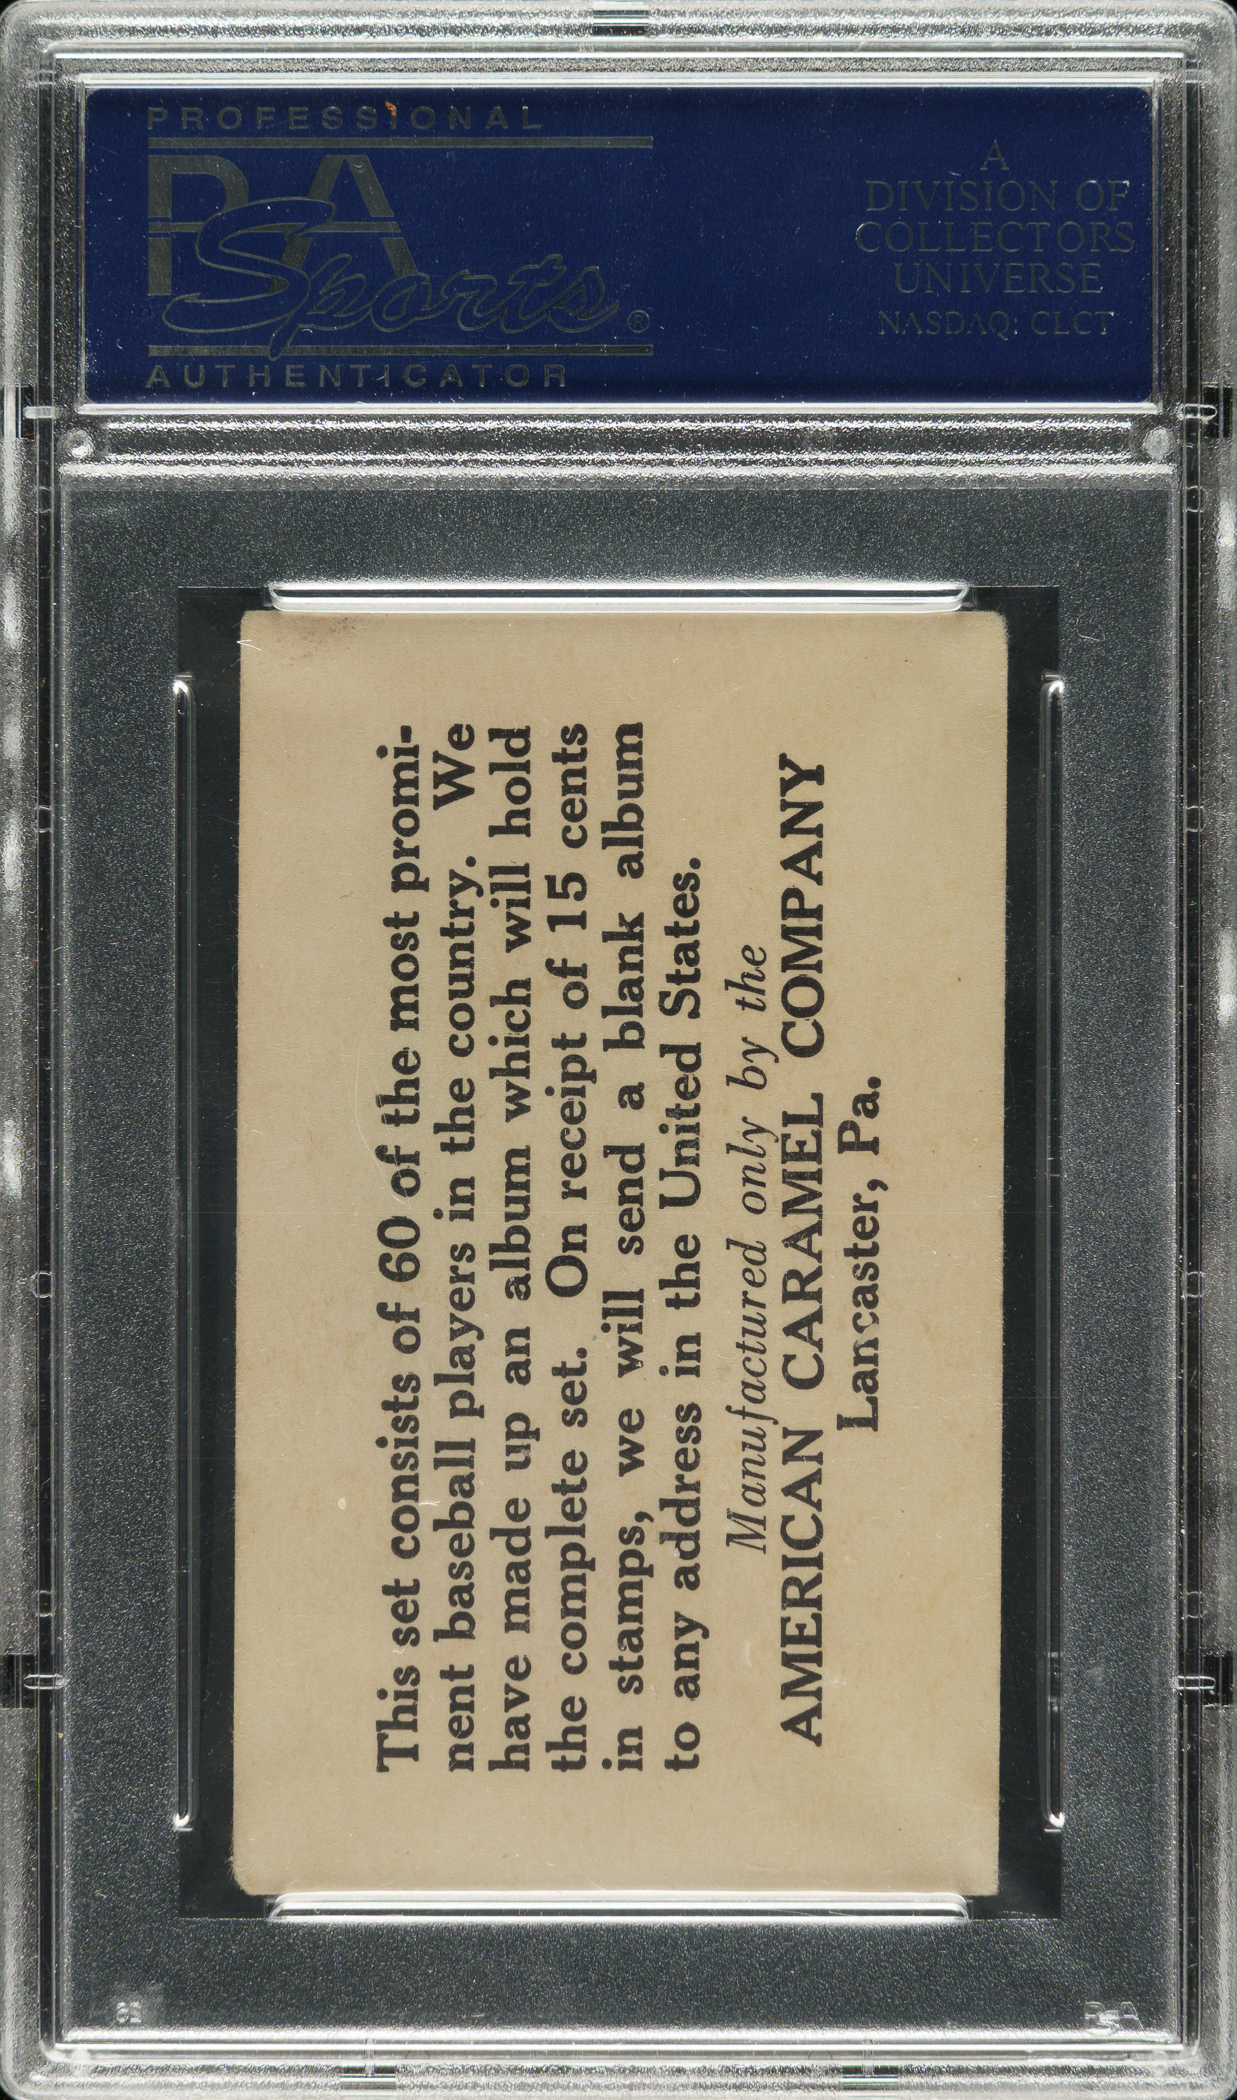 PROFESSIONAL
PSA
Sports®
AUTHENTICATOR
A
DIVISION OF
COLLECTORS
UNIVERSE
NASDAQ: CLCT
This set consists of 60 of the most promi-
nent baseball players in the country. We
have made up an album which will hold
the complete set. On receipt of 15 cents
in stamps, we will send a blank album
to any address in the United States.
Manufactured only by the
AMERICAN CARAMEL COMPANY
Lancaster, Pa.
PSA